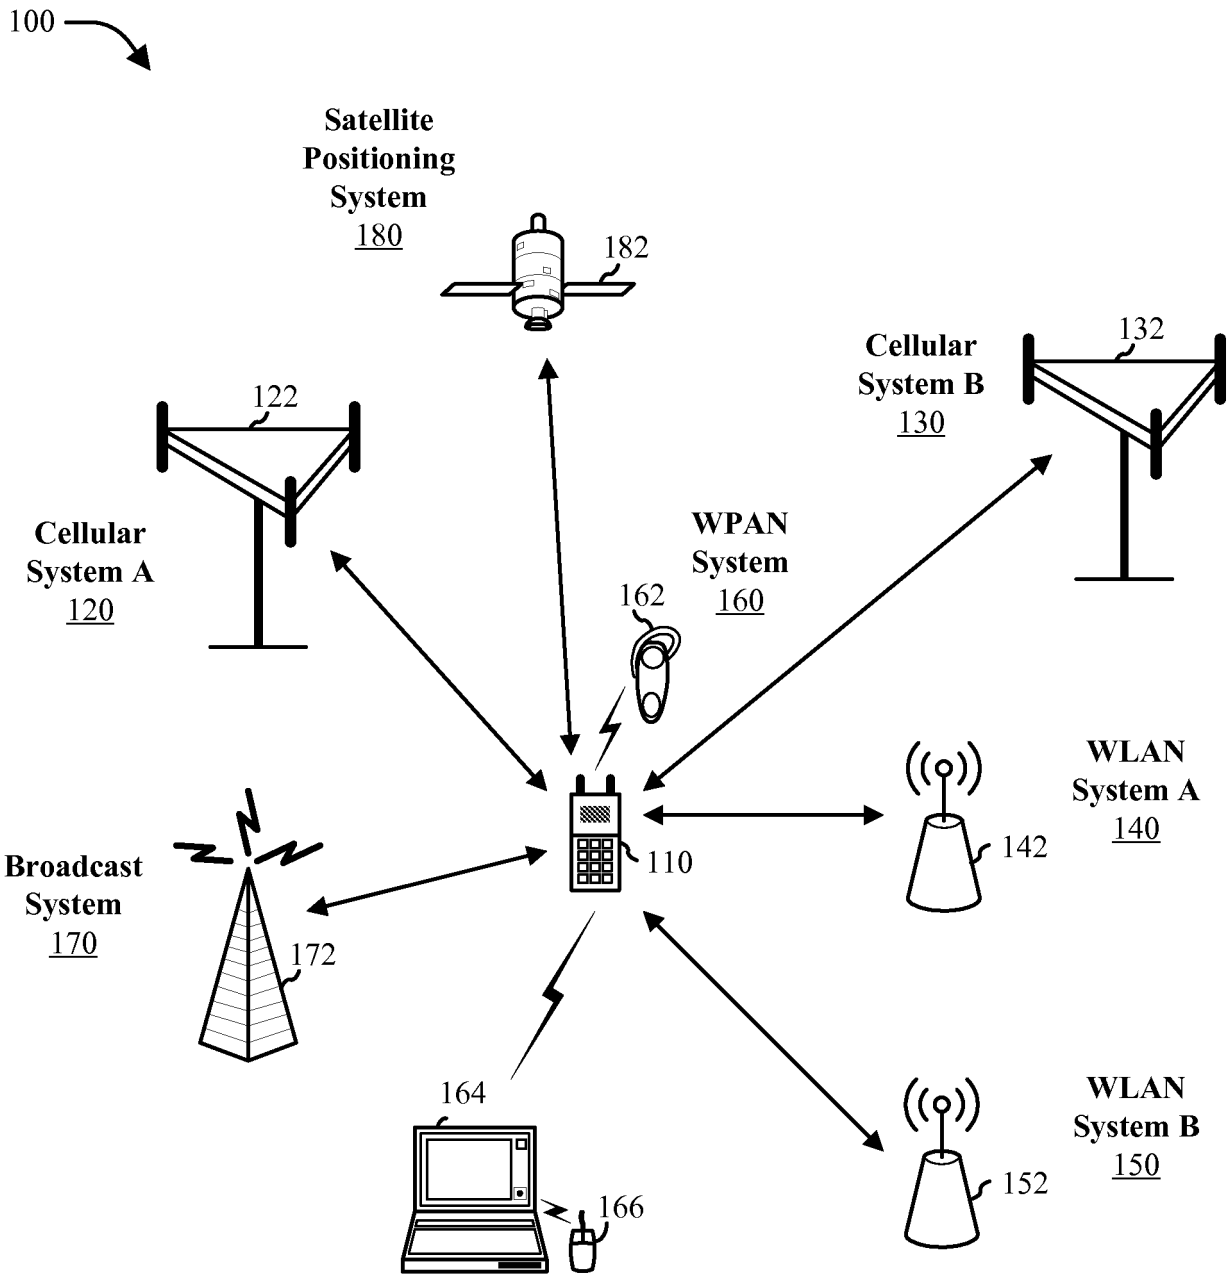 100
Satellite
Positioning
System
180
182
132
Cellular
System B
130
122
Cellular
System A
120
WPAN
System
160
162
WLAN
System A
140
142
110
Broadcast
System
170
172
164
166
WLAN
System B
150
152